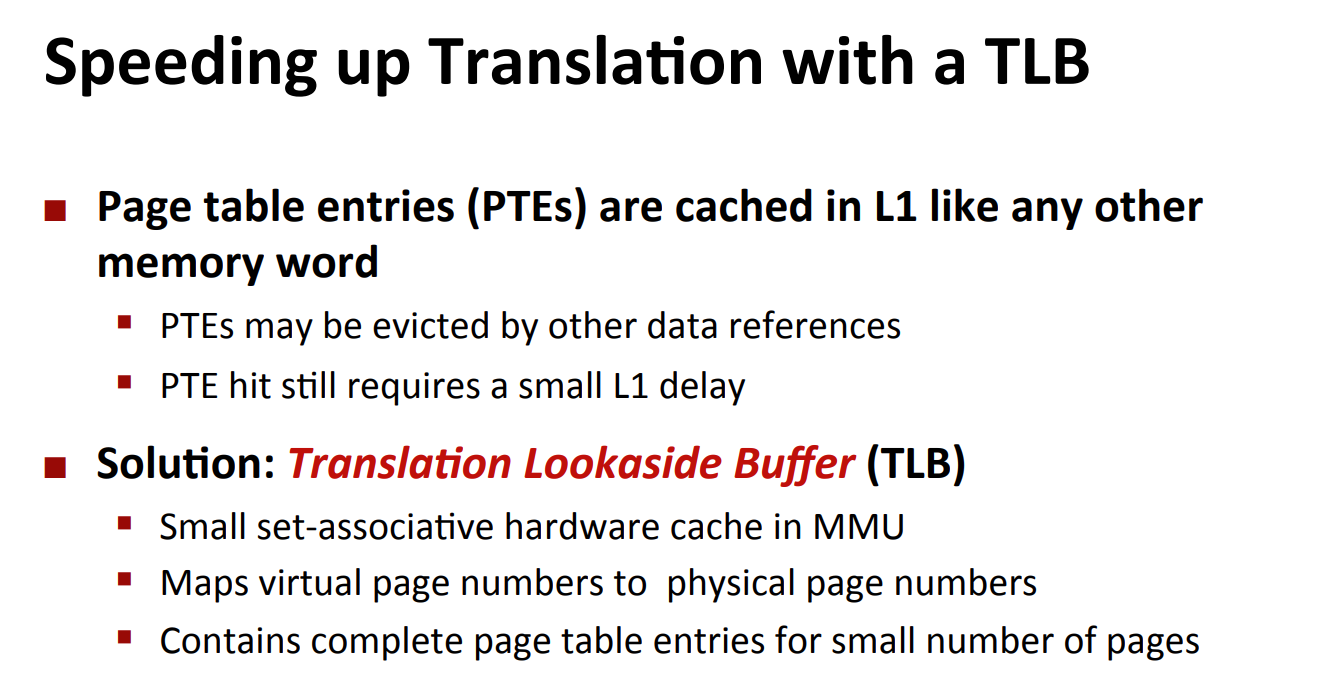 Speeding up Translation with a TLB
■ Page table entries (PTEs) are cached in L1 like any other
memory word
▪ PTEs may be evicted by other data references
▪ PTE hit still requires a small L1 delay
■ Solution: Translation Lookaside Buffer (TLB)
▪ Small set-associative hardware cache in MMU
▪ Maps virtual page numbers to  physical page numbers
▪ Contains complete page table entries for small number of pages